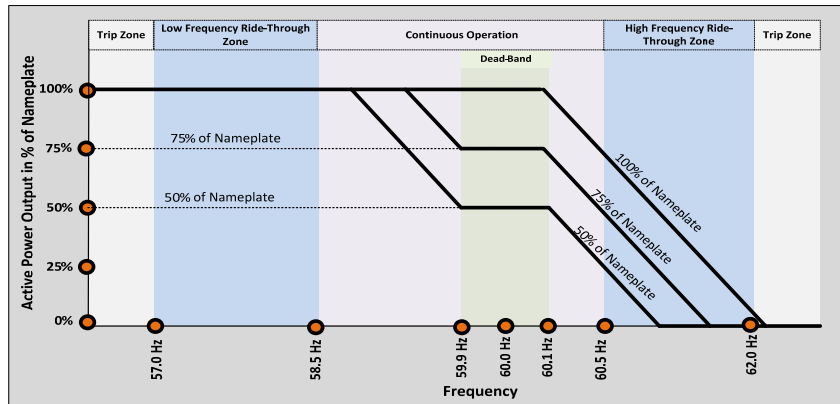 Trip Zone
Low Frequency Ride-Through
Zone
Continuous Operation
High Frequency Ride-
Through Zone
Trip Zone
Dead-Band
Active Power Output in % of Nameplate
100%
75%
50%
25%
0%
75% of Nameplate
50% of Nameplate
100% of Nameplate
75% of Nameplate
50% of Nameplate
57.0 Hz
58.5 Hz
59.9 Hz
60.0 Hz
60.1 Hz
60.5 Hz
62.0 Hz
Frequency